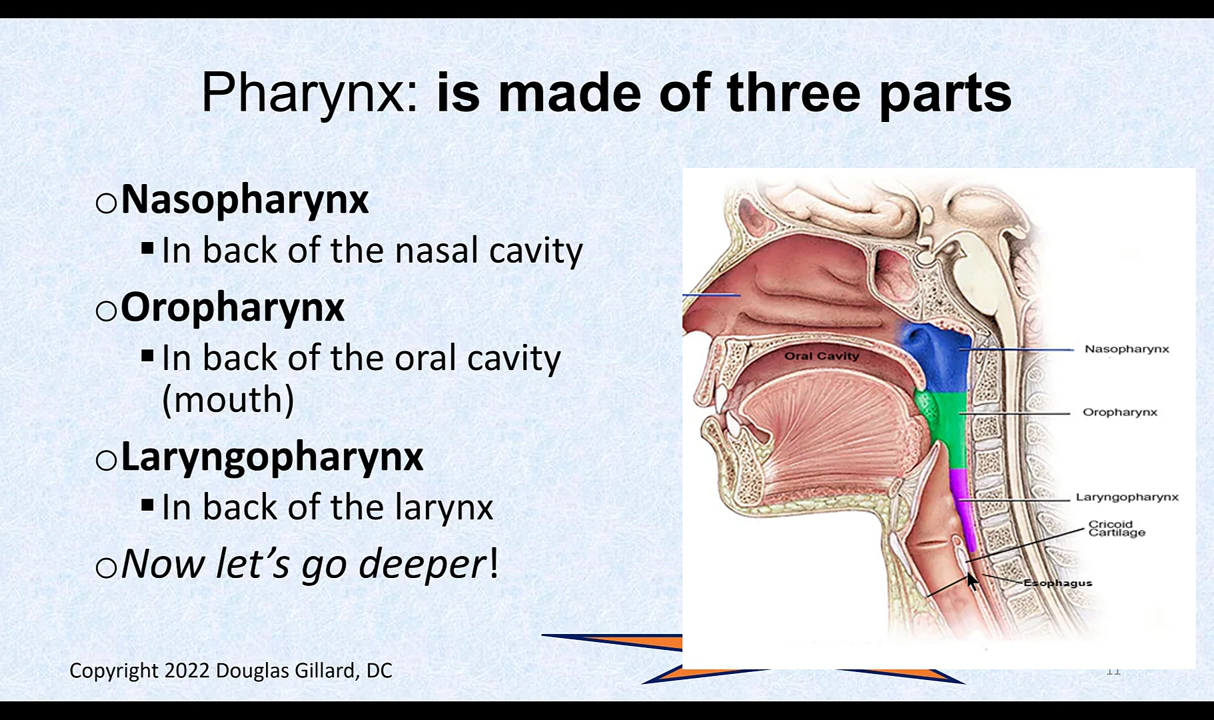 Pharynx: is made of three parts
oNasopharynx
▪In back of the nasal cavity
oOropharynx
▪In back of the oral cavity
(mouth)
oLaryngopharynx
▪In back of the larynx
oNow let’s go deeper!
Oral Cavity
Nasopharynx
Oropharynx
Laryngopharynx
Cricoid
Cartilage
Esophagus
Copyright 2022 Douglas Gillard, DC
11